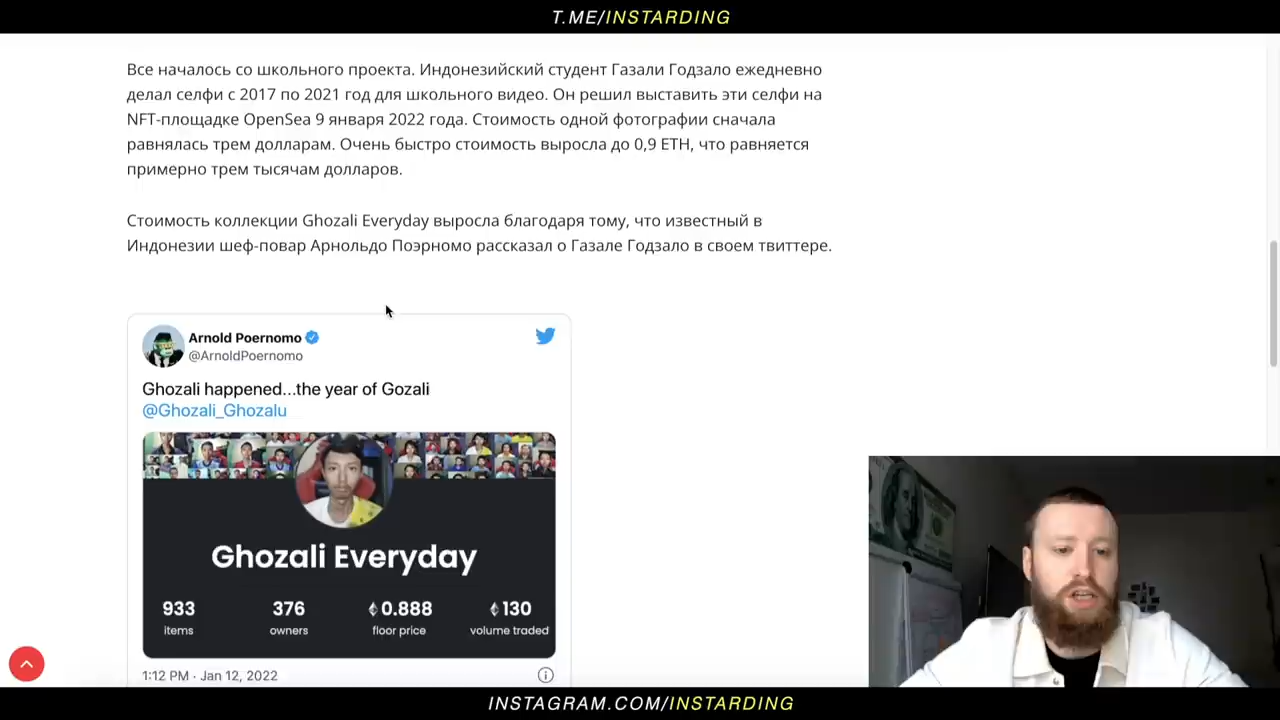 T.ME/INSTARDING
Все началось со школьного проекта. Индонезийский студент Газали Годзало ежедневно
делал селфи с 2017 по 2021 год для школьного видео. Он решил выставить эти селфи на
NFT-площадке OpenSea 9 января 2022 года. Стоимость одной фотографии сначала
равнялась трем долларам. Очень быстро стоимость выросла до 0,9 ETH, что равняется
примерно трем тысячам долларов.
Стоимость коллекции Ghozali Everyday выросла благодаря тому, что известный в
Индонезии шеф-повар Арнольдо Поэрномо рассказал о Газале Годзало в своем твиттере.
Arnold Poernomo
@ArnoldPoernomo
Ghozali happened...the year of Gozali
@Ghozali_Ghozalu
Ghozali Everyday
933 376 0.888 130
items owners floor price volume traded
1:12 PM · Jan 12, 2022
INSTAGRAM.COM/INSTARDING